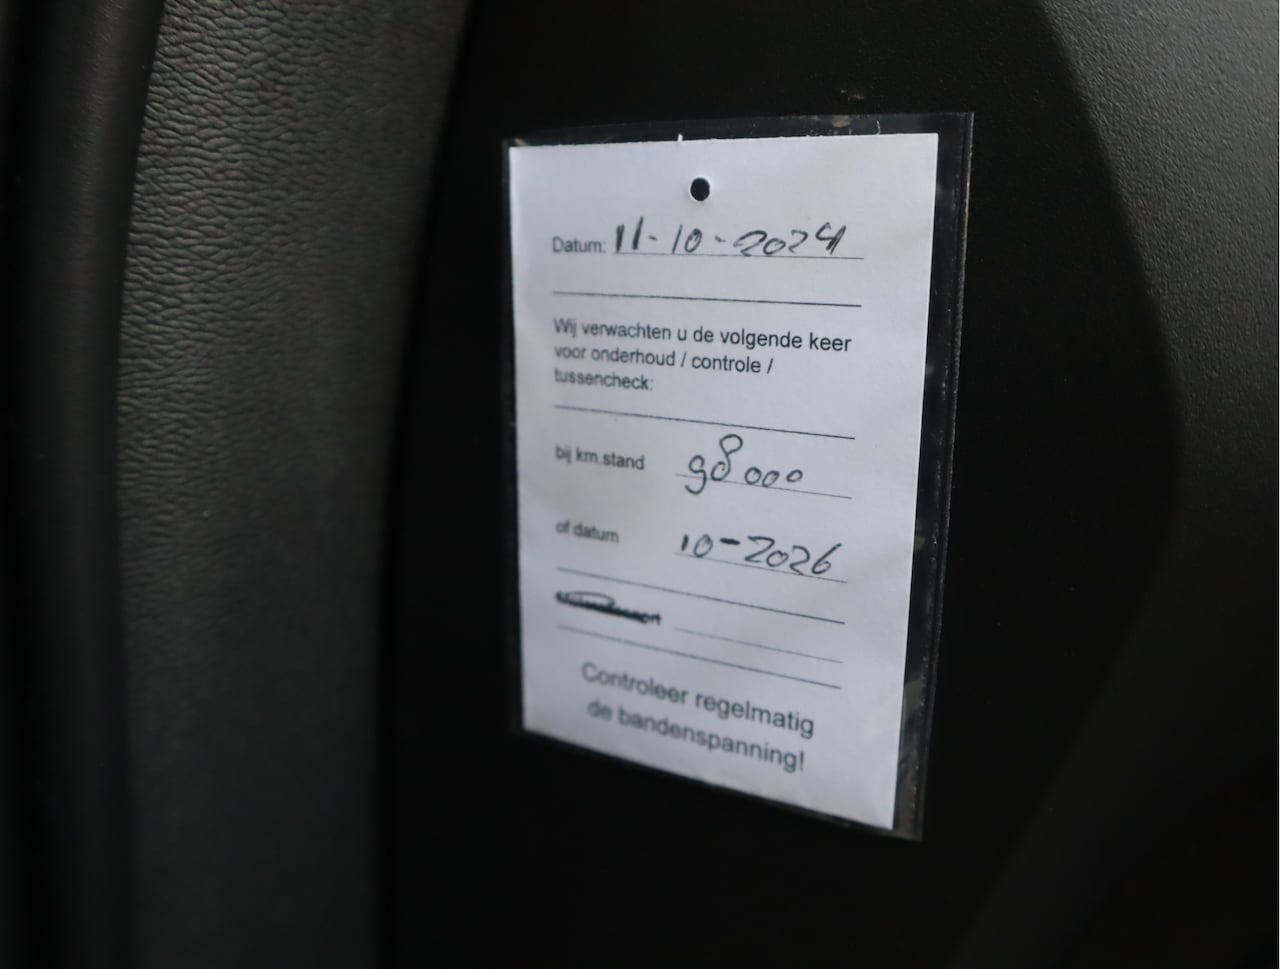 Datum: 11-10-2024
Wij verwachten u de volgende keer
voor onderhoud / controle /
tussencheck:
bij km.stand 98000
of datum 10-2026
Controleer regelmatig
de bandenspanning!